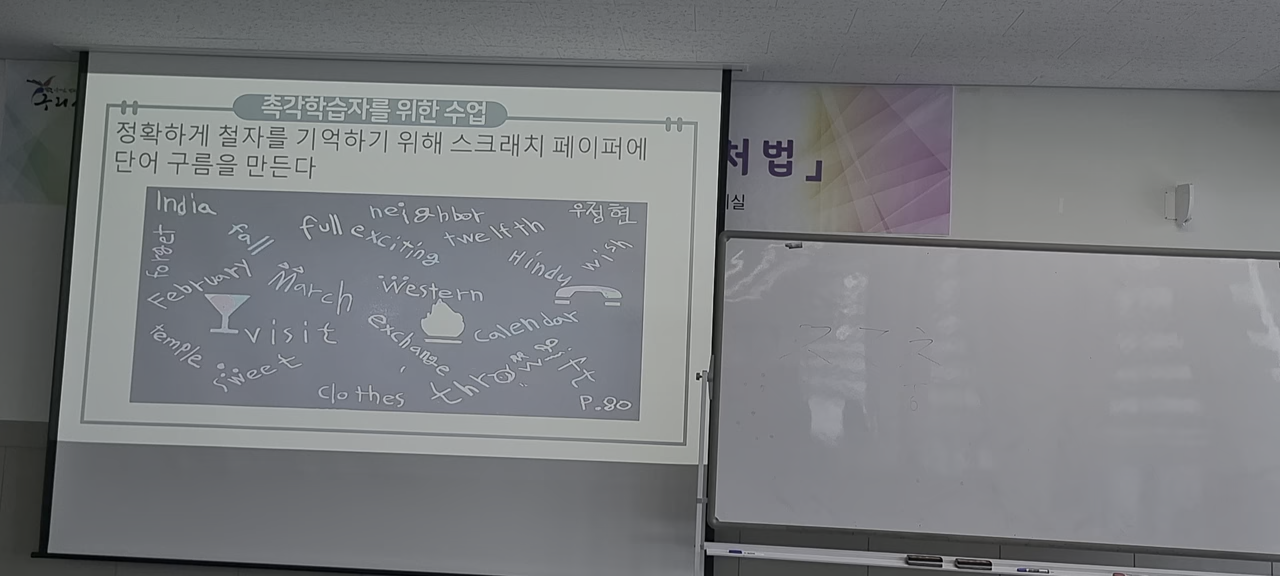 촉각학습자를 위한 수업
정확하게 철자를 기억하기 위해 스크래치 페이퍼에
단어 구름을 만든다
India
neighbor
우정현
forget
fall
full
exciting
twelfth
Hindu
wish
February
March
Western
visit
exchange
calendar
temple
sweet
clothes
throw
gift
P.80
처법」
실